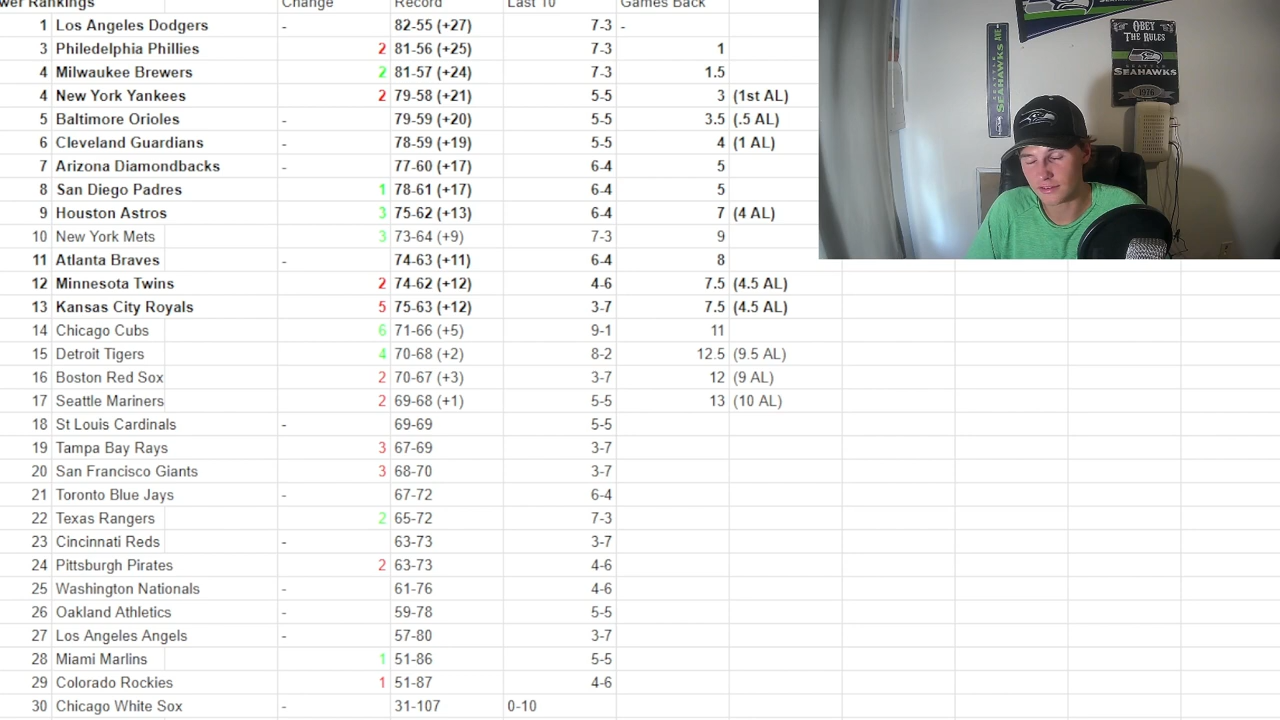 wer Rankings Change Record Last 10 Games Back
1 Los Angeles Dodgers - 82-55 (+27) 7-3 -
3 Philedelphia Phillies 2 81-56 (+25) 7-3 1
4 Milwaukee Brewers 2 81-57 (+24) 7-3 1.5
4 New York Yankees 2 79-58 (+21) 5-5 3 (1st AL)
5 Baltimore Orioles - 79-59 (+20) 5-5 3.5 (.5 AL)
6 Cleveland Guardians - 78-59 (+19) 5-5 4 (1 AL)
7 Arizona Diamondbacks - 77-60 (+17) 6-4 5
8 San Diego Padres 1 78-61 (+17) 6-4 5
9 Houston Astros 3 75-62 (+13) 6-4 7 (4 AL)
10 New York Mets 3 73-64 (+9) 7-3 9
11 Atlanta Braves - 74-63 (+11) 6-4 8
12 Minnesota Twins 2 74-62 (+12) 4-6 7.5 (4.5 AL)
13 Kansas City Royals 5 75-63 (+12) 3-7 7.5 (4.5 AL)
14 Chicago Cubs 6 71-66 (+5) 9-1 11
15 Detroit Tigers 4 70-68 (+2) 8-2 12.5 (9.5 AL)
16 Boston Red Sox 2 70-67 (+3) 3-7 12 (9 AL)
17 Seattle Mariners 2 69-68 (+1) 5-5 13 (10 AL)
18 St Louis Cardinals - 69-69 5-5
19 Tampa Bay Rays 3 67-69 3-7
20 San Francisco Giants 3 68-70 3-7
21 Toronto Blue Jays - 67-72 6-4
22 Texas Rangers 2 65-72 7-3
23 Cincinnati Reds - 63-73 3-7
24 Pittsburgh Pirates 2 63-73 4-6
25 Washington Nationals - 61-76 4-6
26 Oakland Athletics - 59-78 5-5
27 Los Angeles Angels - 57-80 3-7
28 Miami Marlins 1 51-86 5-5
29 Colorado Rockies 1 51-87 4-6
30 Chicago White Sox - 31-107 0-10
SEAHAWKS AVE
OBEY
THE RULES
SEATTLE
SEAHAWKS
1976